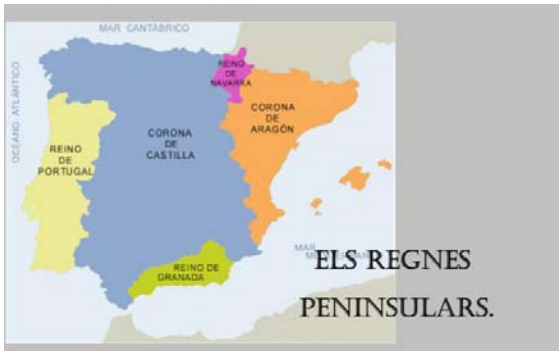 MAR CANTÁBRICO
OCÉANO ATLÁNTICO
REINO
DE
NAVARRA
CORONA
DE
ARAGÓN
CORONA
DE
CASTILLA
REINO
DE
PORTUGAL
REINO DE
GRANADA
MAR
ELS REGNES
PENINSULARS.